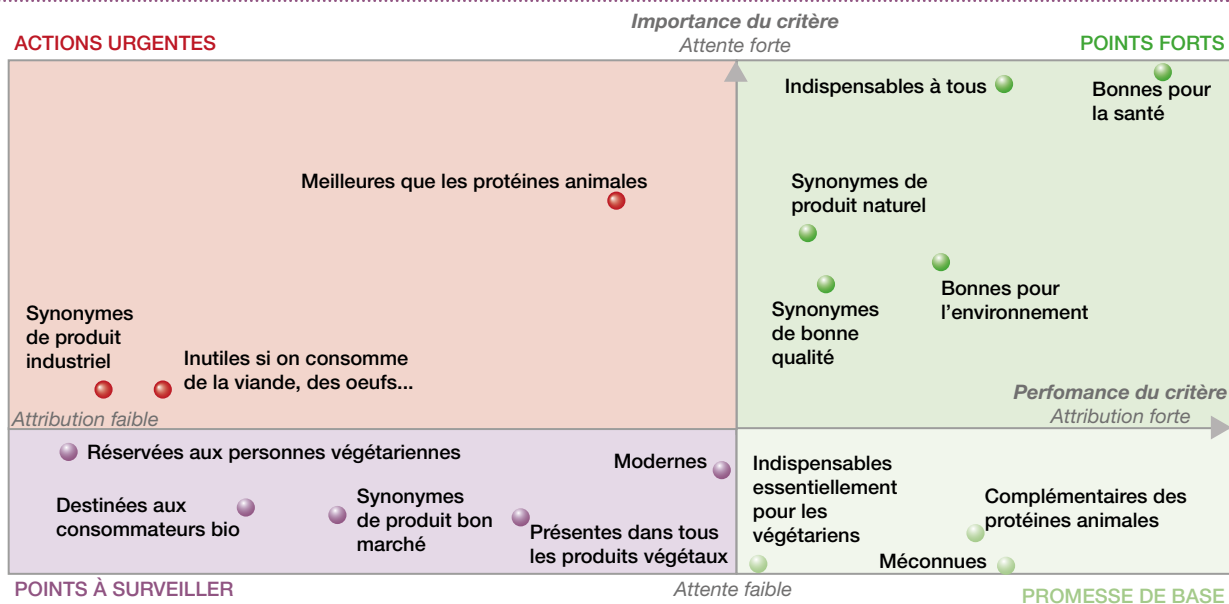 Importance du critère
ACTIONS URGENTES
Attente forte
POINTS FORTS
Indispensables à tous
Bonnes pour
la santé
Meilleures que les protéines animales
Synonymes de
produit naturel
Synonymes
de produit
industriel
Inutiles si on consomme
de la viande, des oeufs...
Synonymes
de bonne
qualité
Bonnes pour
l'environnement
Perfomance du critère
Attribution faible
Attribution forte
Réservées aux personnes végétariennes
Modernes
Destinées aux
consommateurs bio
Synonymes
de produit bon
marché
Présentes dans tous
les produits végétaux
Indispensables
essentiellement
pour les
végétariens
Complémentaires des
protéines animales
Méconnues
POINTS À SURVEILLER
Attente faible
PROMESSE DE BASE